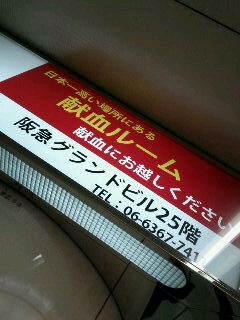 日本一高い場所にある
献血ルーム
献血にお越しください
阪急グランドビル25階
TEL:06-6367-741